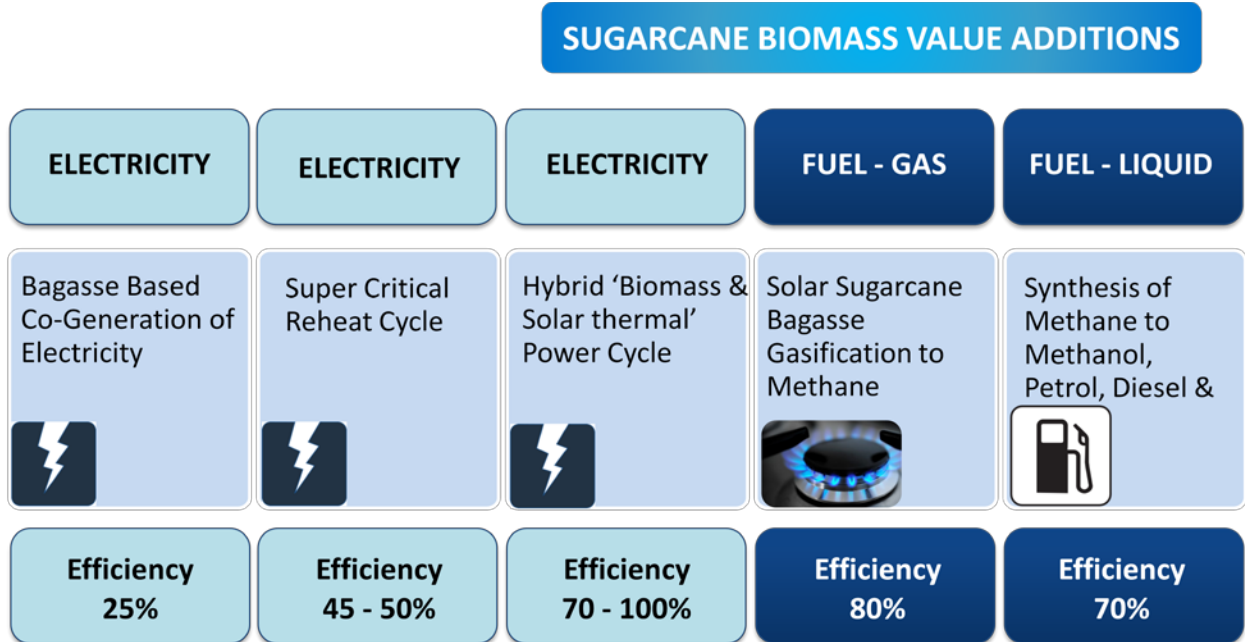 SUGARCANE BIOMASS VALUE ADDITIONS
ELECTRICITY
ELECTRICITY
ELECTRICITY
FUEL - GAS
FUEL - LIQUID
Bagasse Based
Co-Generation of
Electricity
Super Critical
Reheat Cycle
Hybrid ‘Biomass &
Solar thermal’
Power Cycle
Solar Sugarcane
Bagasse
Gasification to
Methane
Synthesis of
Methane to
Methanol,
Petrol, Diesel &
Efficiency
25%
Efficiency
45 - 50%
Efficiency
70 - 100%
Efficiency
80%
Efficiency
70%